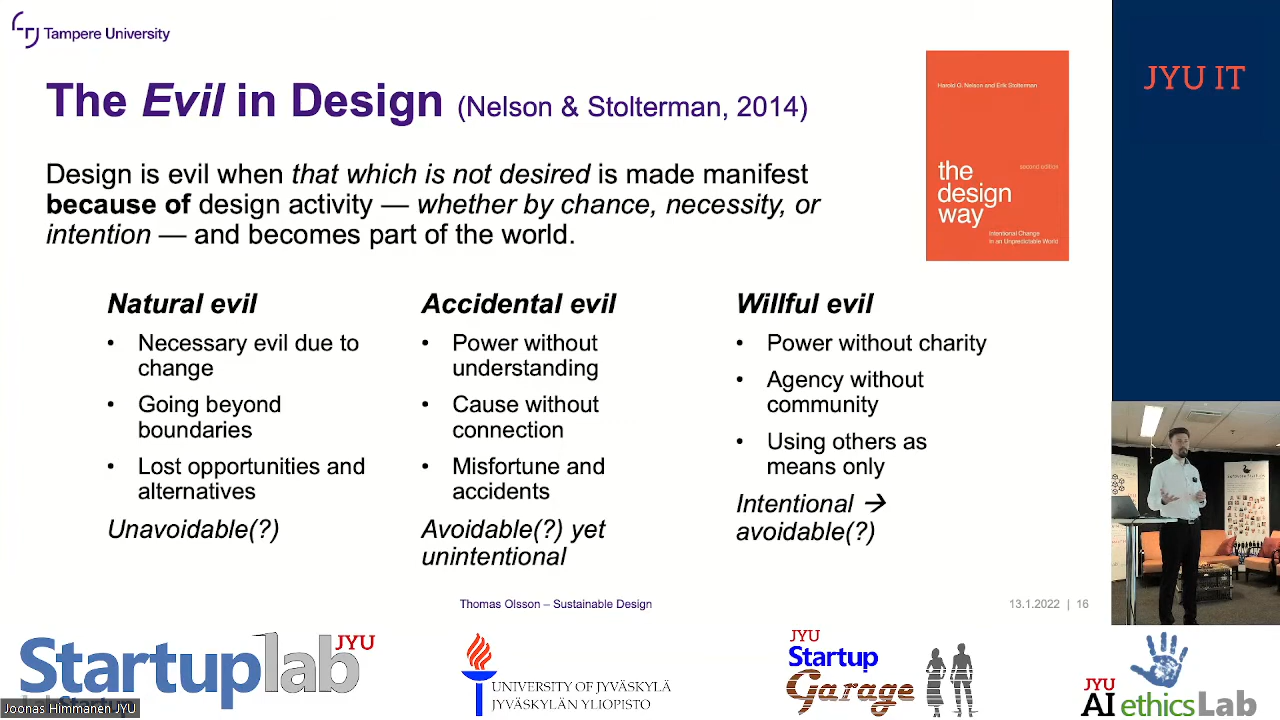 Tampere University
The Evil in Design (Nelson & Stolterman, 2014)
Design is evil when that which is not desired is made manifest
because of design activity — whether by chance, necessity, or
intention — and becomes part of the world.
Natural evil
• Necessary evil due to
change
• Going beyond
boundaries
• Lost opportunities and
alternatives
Unavoidable(?)
Accidental evil
• Power without
understanding
• Cause without
connection
• Misfortune and
accidents
Avoidable(?) yet
unintentional
Willful evil
• Power without charity
• Agency without
community
• Using others as
means only
Intentional →
avoidable(?)
Harold G. Nelson and Erik Stolterman
second edition
the
design
way
Intentional Change
in an Unpredictable World
Thomas Olsson – Sustainable Design
13.1.2022 | 16
JYU IT
Startuplab JYU
Joonas Himmanen JYU
UNIVERSITY OF JYVÄSKYLÄ
JYVÄSKYLÄN YLIOPISTO
JYU
Startup
Garage
JYU
AI ethicsLab